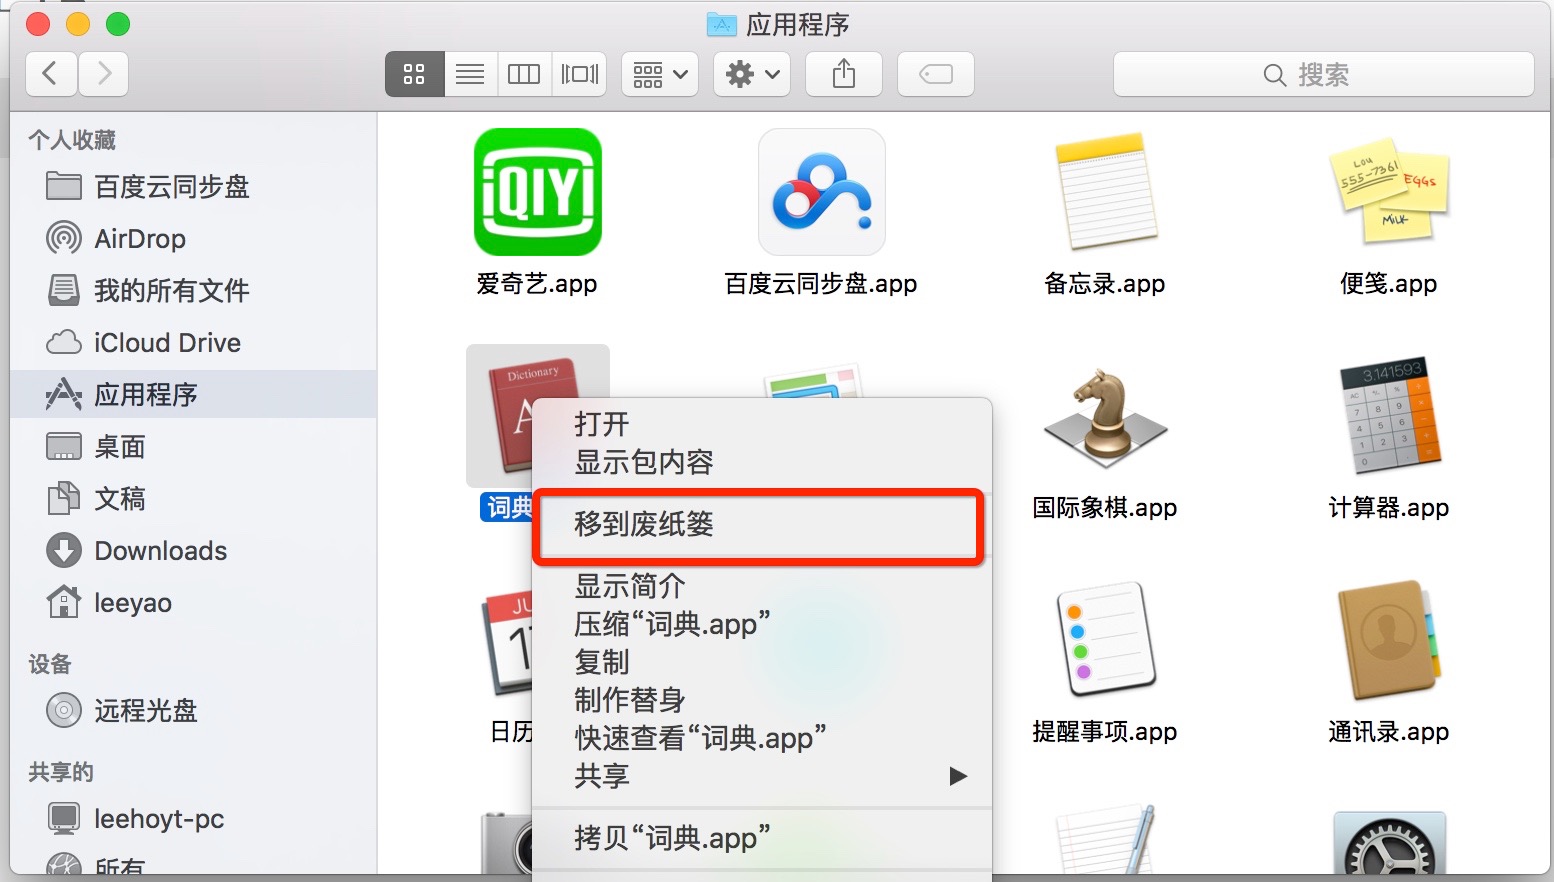 应用程序
搜索
个人收藏
百度云同步盘
AirDrop
我的所有文件
iCloud Drive
应用程序
桌面
文稿
Downloads
leeyao
设备
远程光盘
共享的
leehoyt-pc
所有
iQIYI
爱奇艺.app
百度云同步盘.app
备忘录.app
Lou
555-7361
EGGS
MILK
便笺.app
Dictionary
A
词典
国际象棋.app
3.141593
计算器.app
JU
17
日历
提醒事项.app
通讯录.app
打开
显示包内容
移到废纸篓
显示简介
压缩“词典.app”
复制
制作替身
快速查看“词典.app”
共享
拷贝“词典.app”